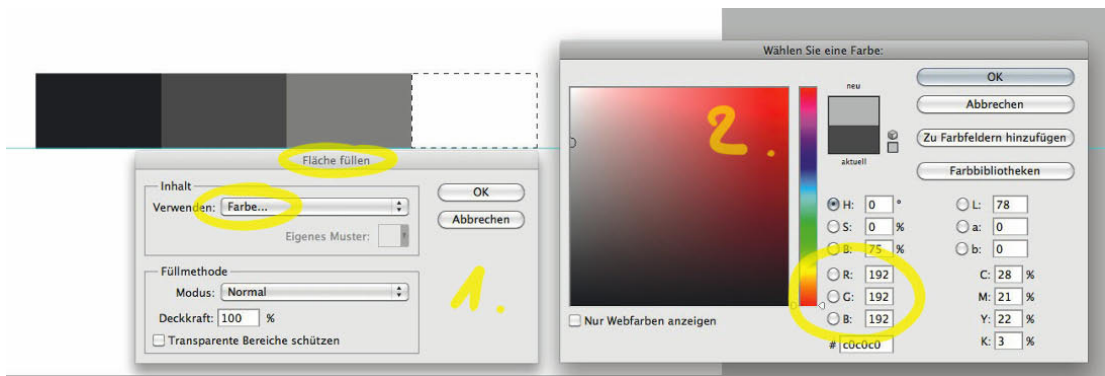 Fläche füllen
Inhalt
Verwenden: Farbe...
Eigenes Muster:
OK
Abbrechen
Füllmethode
Modus: Normal
Deckkraft: 100 %
Transparente Bereiche schützen
1.
Wählen Sie eine Farbe:
2.
neu
aktuell
OK
Abbrechen
Zu Farbfeldern hinzufügen
Farbbibliotheken
H: 0 °
S: 0 %
B: 75 %
R: 192
G: 192
B: 192
# c0c0c0
L: 78
a: 0
b: 0
C: 28 %
M: 21 %
Y: 22 %
K: 3 %
Nur Webfarben anzeigen